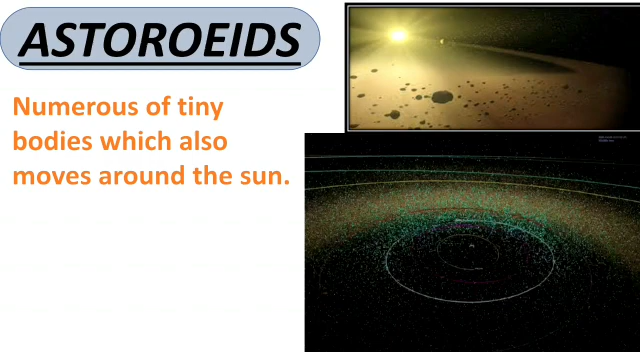 ASTOROEIDS
Numerous of tiny
bodies which also
moves around the sun.